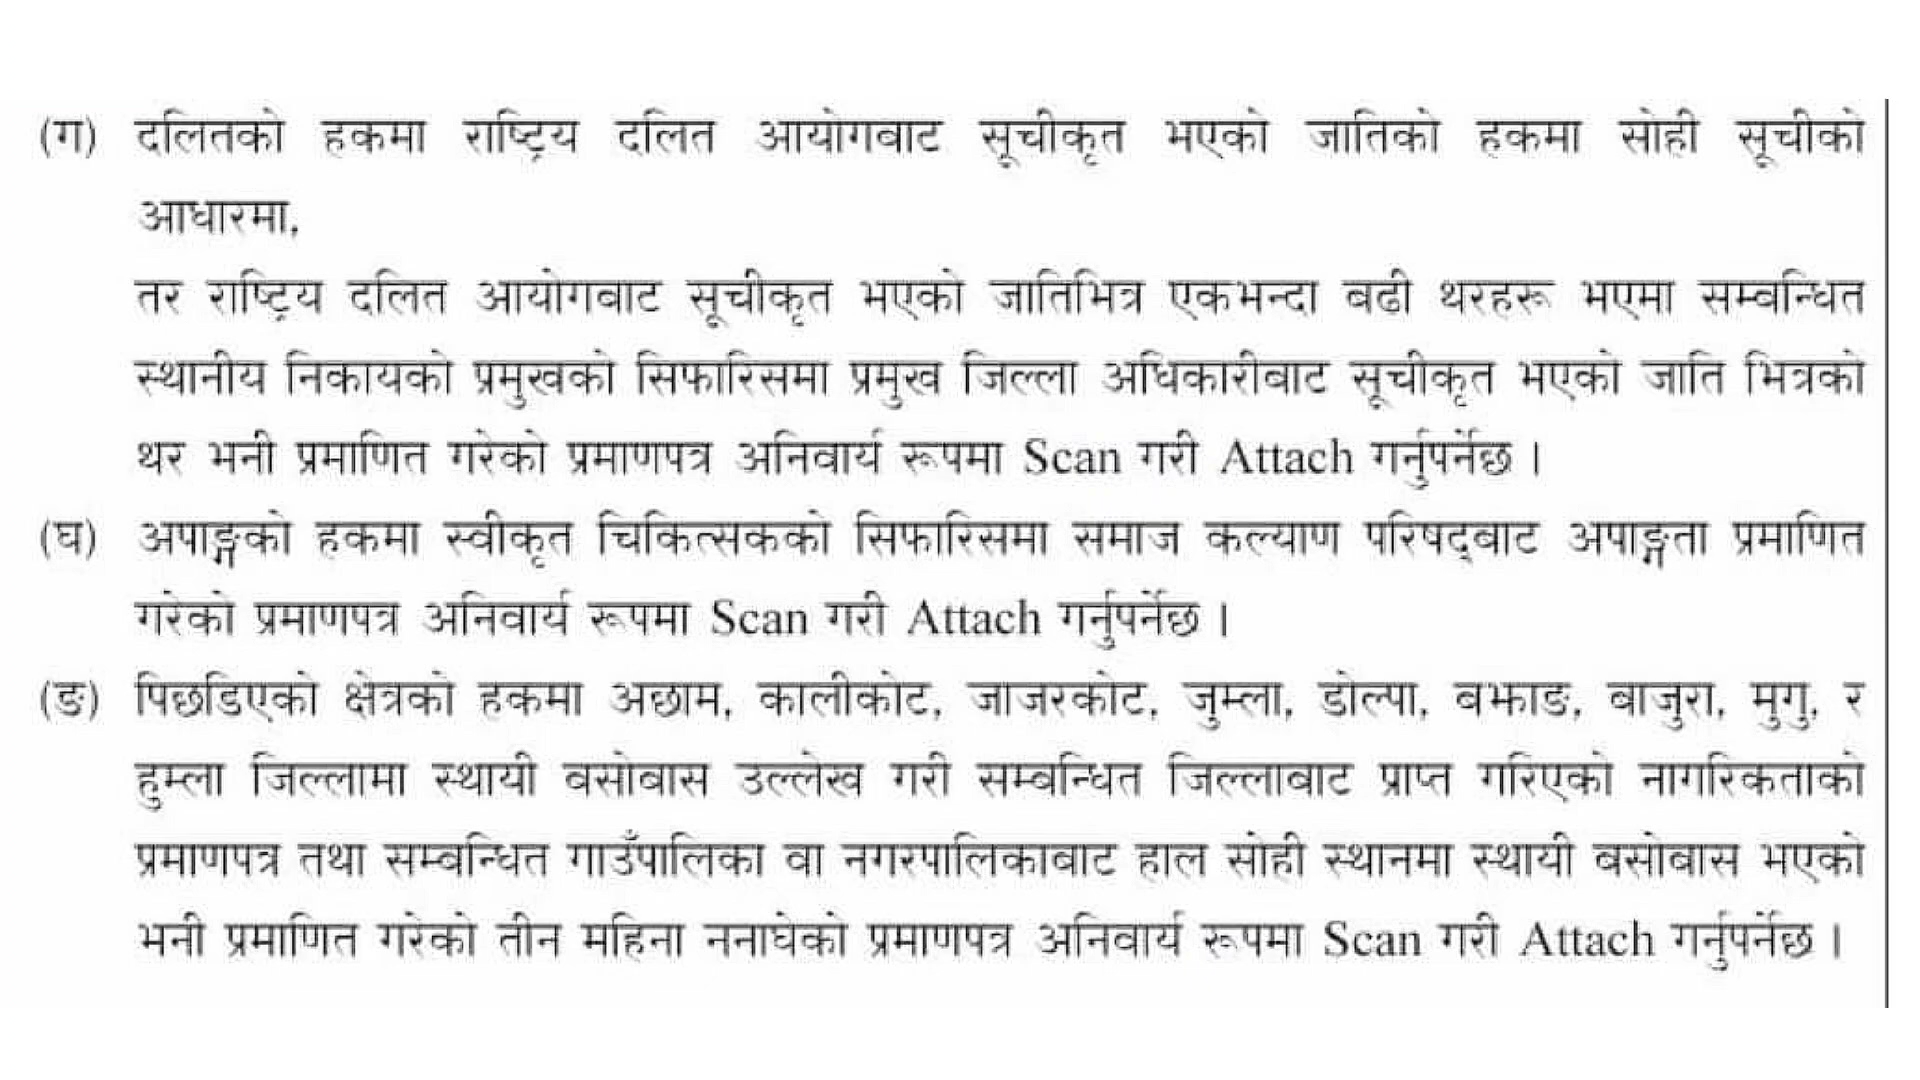 (ग) दलितको हकमा राष्ट्रिय दलित आयोगबाट सूचीकृत भएको जातिको हकमा सोही सूचीको
आधारमा,
तर राष्ट्रिय दलित आयोगबाट सूचीकृत भएको जातिभित्र एकभन्दा बढी थरहरू भएमा सम्बन्धित
स्थानीय निकायको प्रमुखको सिफारिसमा प्रमुख जिल्ला अधिकारीबाट सूचीकृत भएको जाति भित्रको
थर भनी प्रमाणित गरेको प्रमाणपत्र अनिवार्य रूपमा Scan गरी Attach गर्नुपर्नेछ ।
(घ) अपाङ्गको हकमा स्वीकृत चिकित्सकको सिफारिसमा समाज कल्याण परिषद्बाट अपाङ्गता प्रमाणित
गरेको प्रमाणपत्र अनिवार्य रूपमा Scan गरी Attach गर्नुपर्नेछ ।
(ङ) पिछडिएको क्षेत्रको हकमा अछाम, कालीकोट, जाजरकोट, जुम्ला, डोल्पा, बझाङ, बाजुरा, मुगु, र
हुम्ला जिल्लामा स्थायी बसोबास उल्लेख गरी सम्बन्धित जिल्लाबाट प्राप्त गरिएको नागरिकताको
प्रमाणपत्र तथा सम्बन्धित गाउँपालिका वा नगरपालिकाबाट हाल सोही स्थानमा स्थायी बसोबास भएको
भनी प्रमाणित गरेको तीन महिना ननाघेको प्रमाणपत्र अनिवार्य रूपमा Scan गरी Attach गर्नुपर्नेछ ।